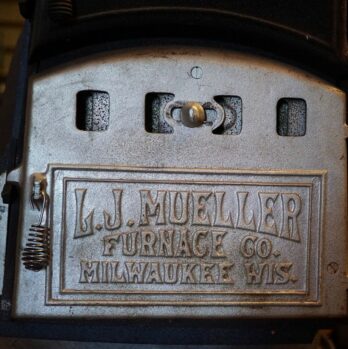 L.J. MUELLER
FURNACE CO.
MILWAUKEE WIS.